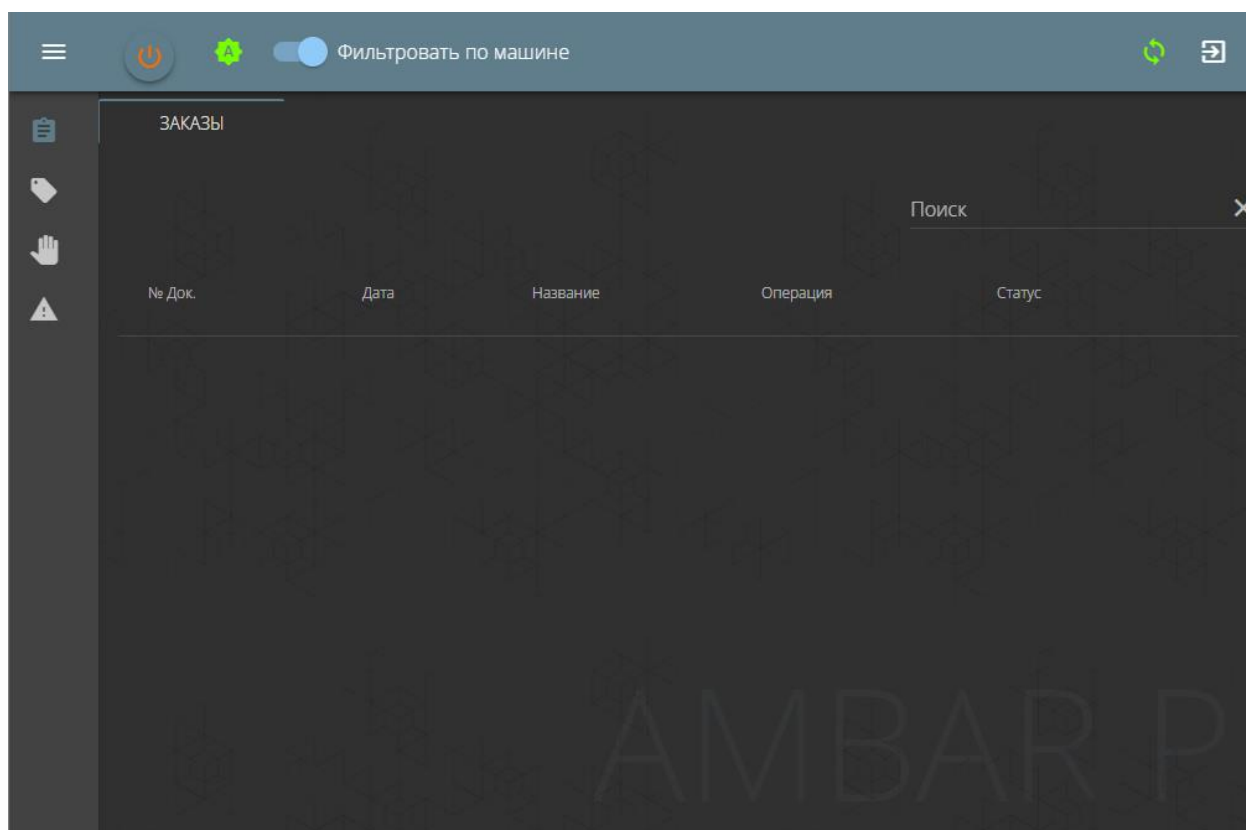 A
Фильтровать по машине
ЗАКАЗЫ
Поиск
№ Док. Дата Название Операция Статус
AMBAR P